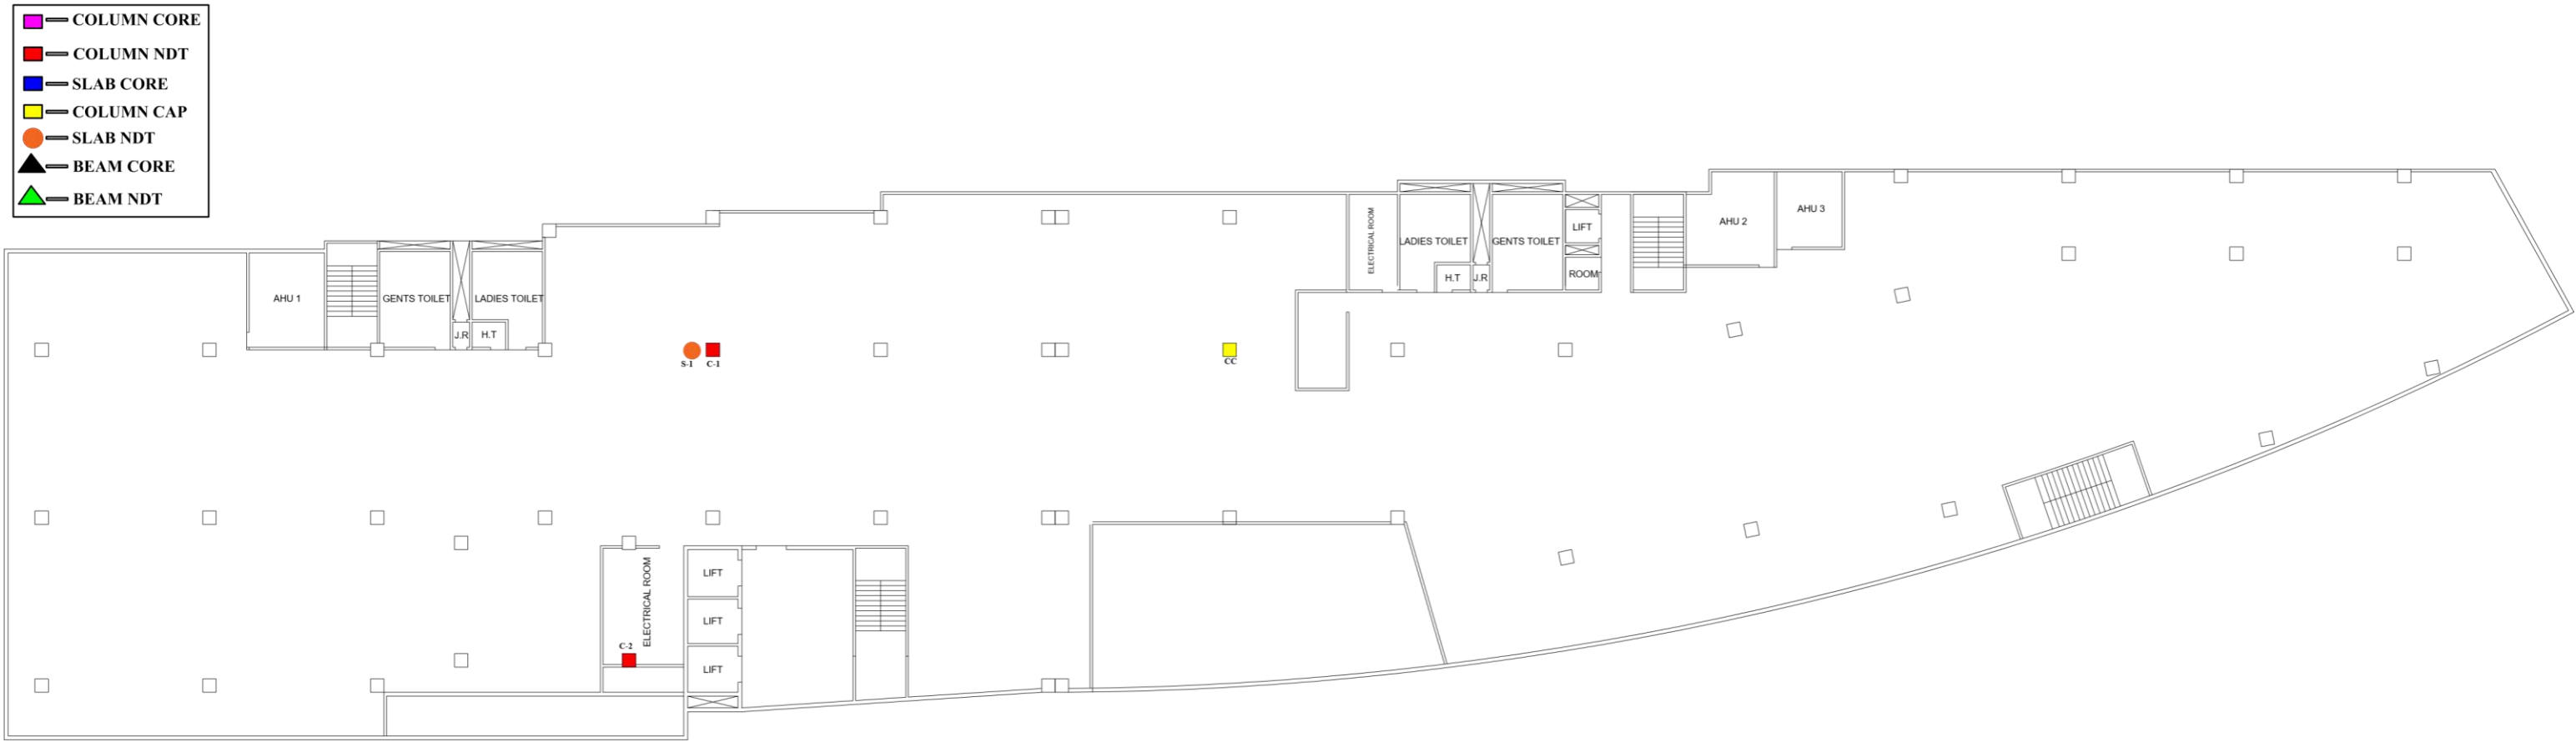 COLUMN CORE
COLUMN NDT
SLAB CORE
COLUMN CAP
SLAB NDT
BEAM CORE
BEAM NDT
AHU 1
GENTS TOILET
LADIES TOILET
J.R
H.T
S-1
C-1
CC
ELECTRICAL ROOM
LADIES TOILET
H.T
J.R
GENTS TOILET
LIFT
ROOM
AHU 2
AHU 3
ELECTRICAL ROOM
C-2
LIFT
LIFT
LIFT